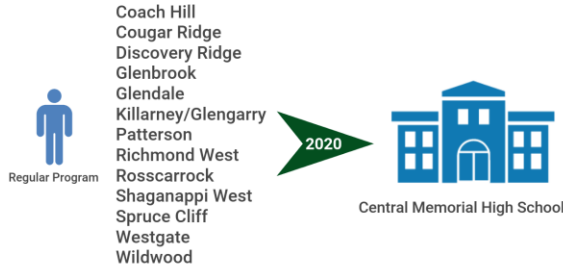 Coach Hill
Cougar Ridge
Discovery Ridge
Glenbrook
Glendale
Killarney/Glengarry
Patterson
Richmond West
Rosscarrock
Shaganappi West
Spruce Cliff
Westgate
Wildwood
Regular Program
2020
Central Memorial High School